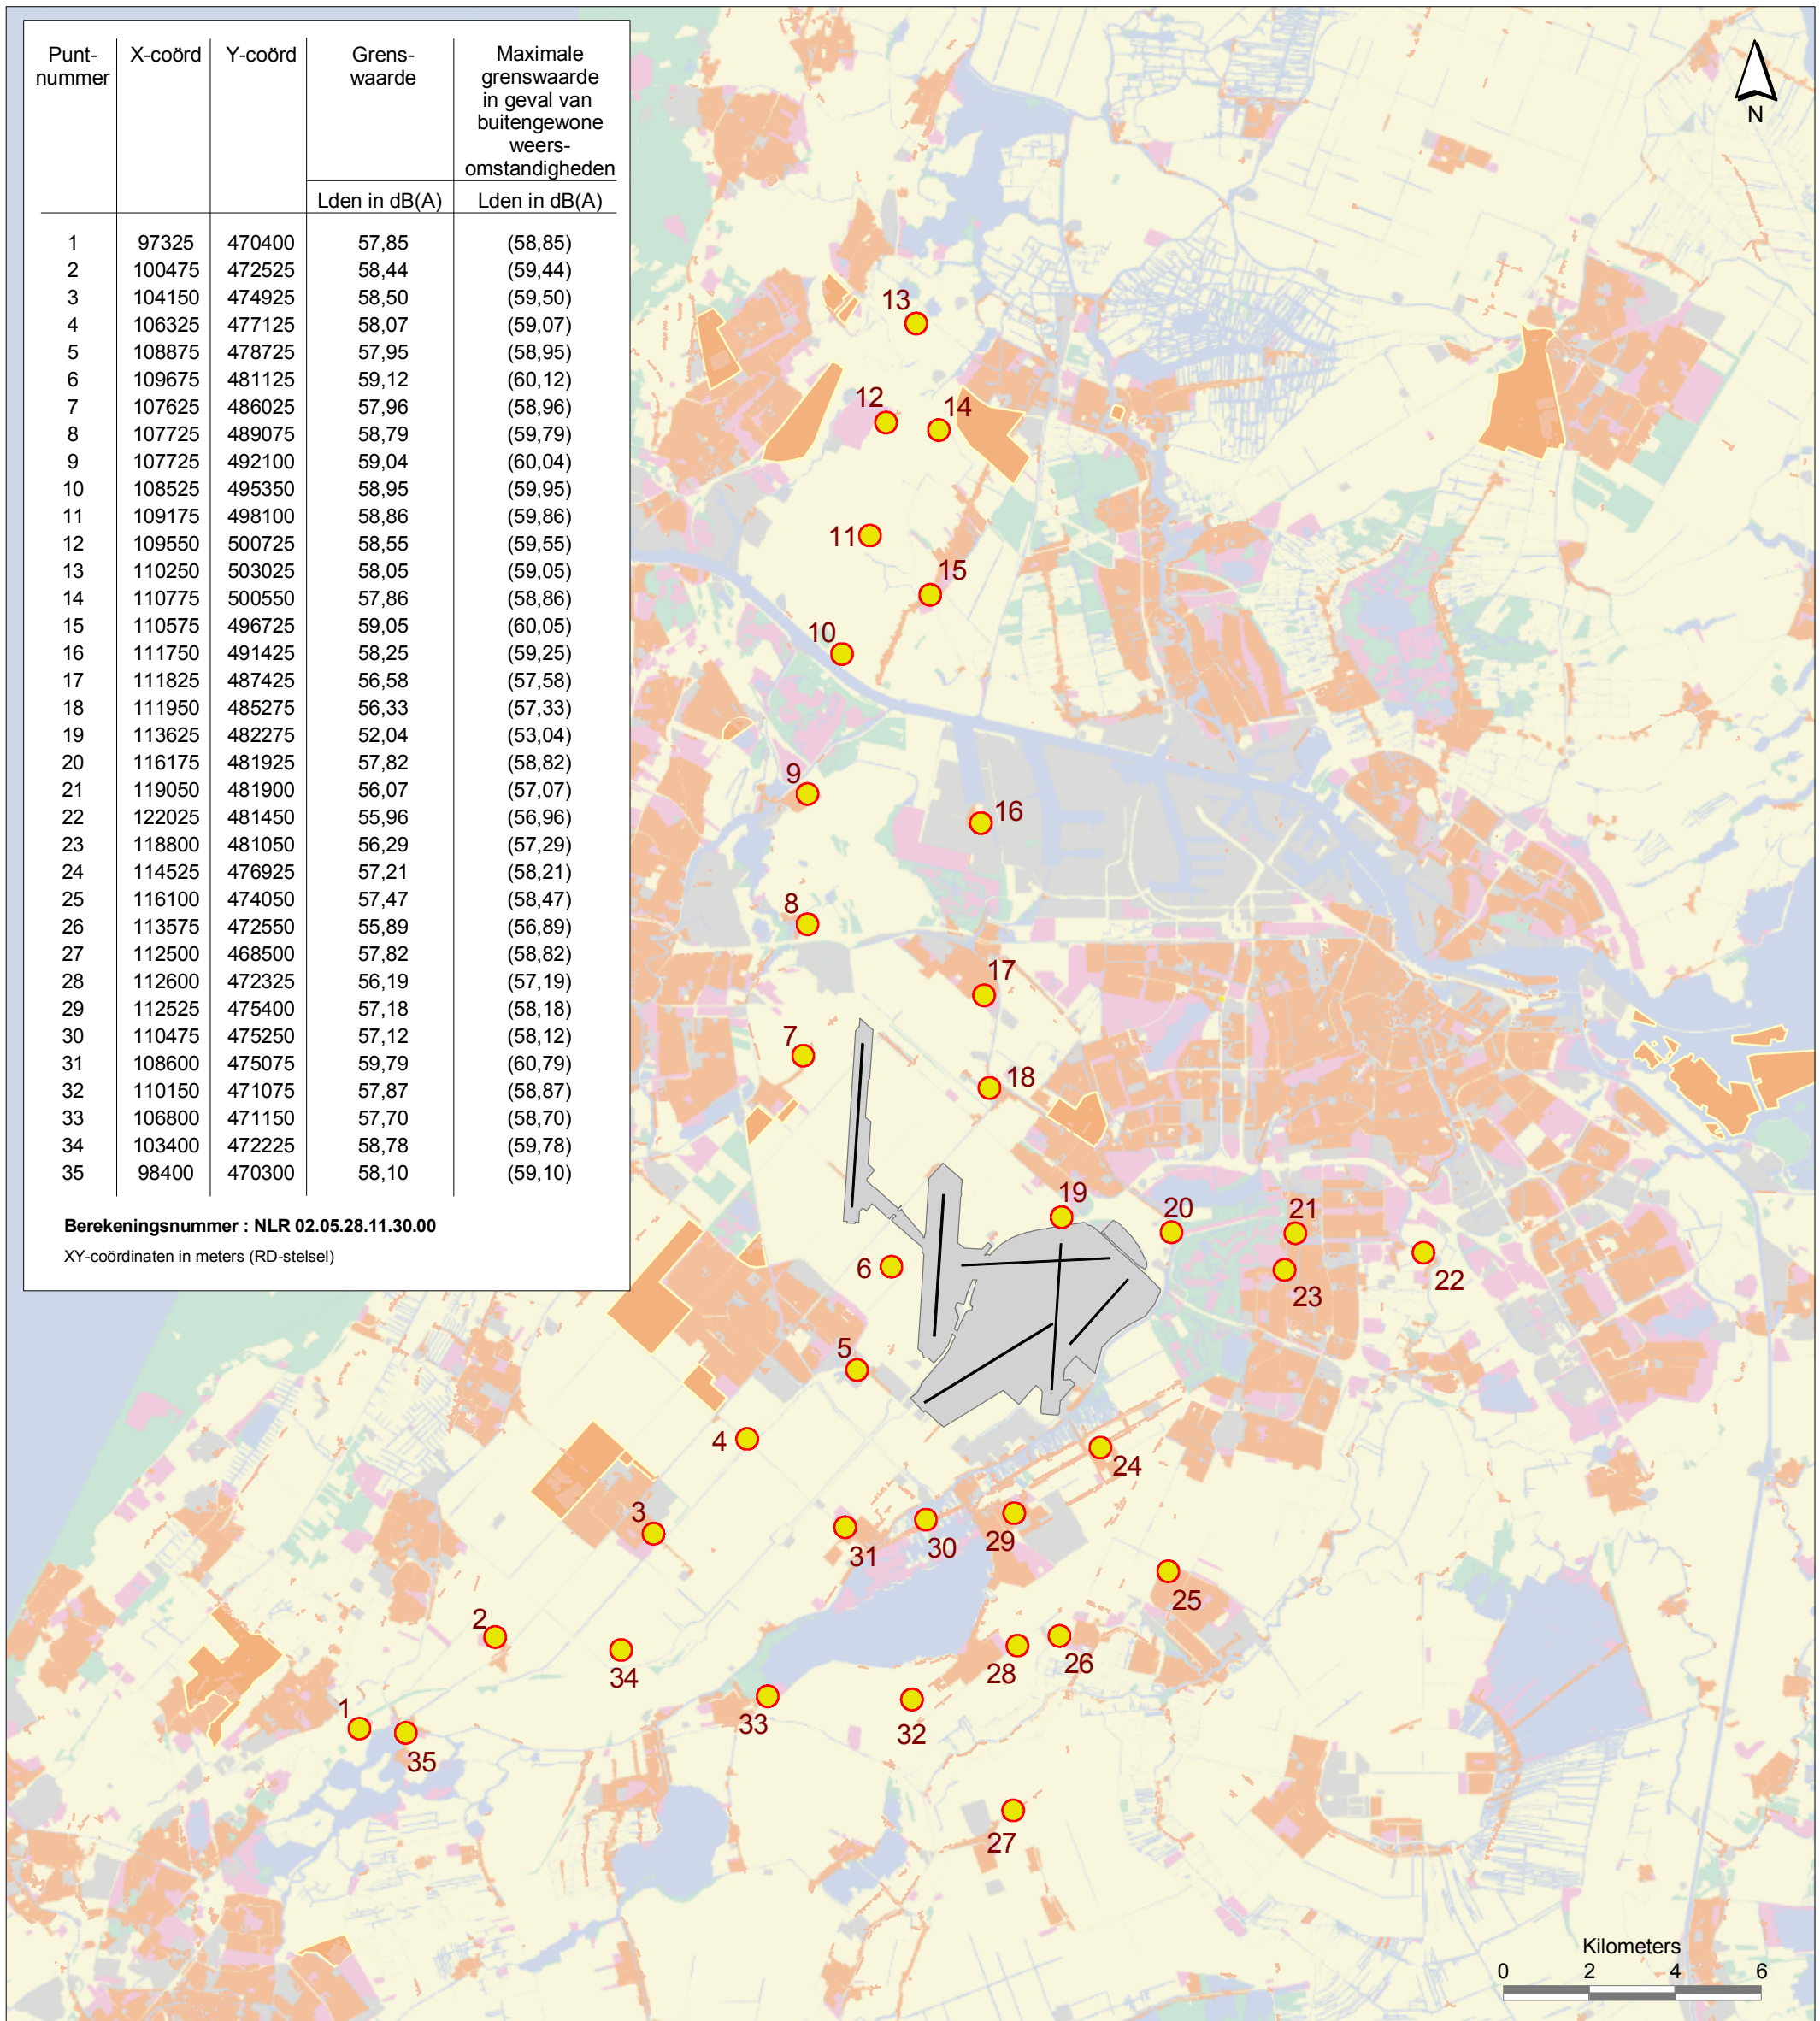 Punt- X-coörd Y-coörd Grens- Maximale
nummer waarde grenswaarde
in geval van
buitengewone
weers-
omstandigheden
Lden in dB(A) Lden in dB(A)
1 97325 470400 57,85 (58,85)
2 100475 472525 58,44 (59,44)
3 104150 474925 58,50 (59,50)
4 106325 477125 58,07 (59,07)
5 108875 478725 57,95 (58,95)
6 109675 481125 59,12 (60,12)
7 107625 486025 57,96 (58,96)
8 107725 489075 58,79 (59,79)
9 107725 492100 59,04 (60,04)
10 108525 495350 58,95 (59,95)
11 109175 498100 58,86 (59,86)
12 109550 500725 58,55 (59,55)
13 110250 503025 58,05 (59,05)
14 110775 500550 57,86 (58,86)
15 110575 496725 59,05 (60,05)
16 111750 491425 58,25 (59,25)
17 111825 487425 56,58 (57,58)
18 111950 485275 56,33 (57,33)
19 113625 482275 52,04 (53,04)
20 116175 481925 57,82 (58,82)
21 119050 481900 56,07 (57,07)
22 122025 481450 55,96 (56,96)
23 118800 481050 56,29 (57,29)
24 114525 476925 57,21 (58,21)
25 116100 474050 57,47 (58,47)
26 113575 472550 55,89 (56,89)
27 112500 468500 57,82 (58,82)
28 112600 472325 56,19 (57,19)
29 112525 475400 57,18 (58,18)
30 110475 475250 57,12 (58,12)
31 108600 475075 59,79 (60,79)
32 110150 471075 57,87 (58,87)
33 106800 471150 57,70 (58,70)
34 103400 472225 58,78 (59,78)
35 98400 470300 58,10 (59,10)
Berekeningsnummer : NLR 02.05.28.11.30.00
XY-coördinaten in meters (RD-stelsel)
N
13
12
14
11
15
10
9
16
8
17
7
18
19
20
21
6
22
23
5
4
24
3
31
30
29
25
2
34
28
26
1
33
32
35
27
Kilometers
0 2 4 6